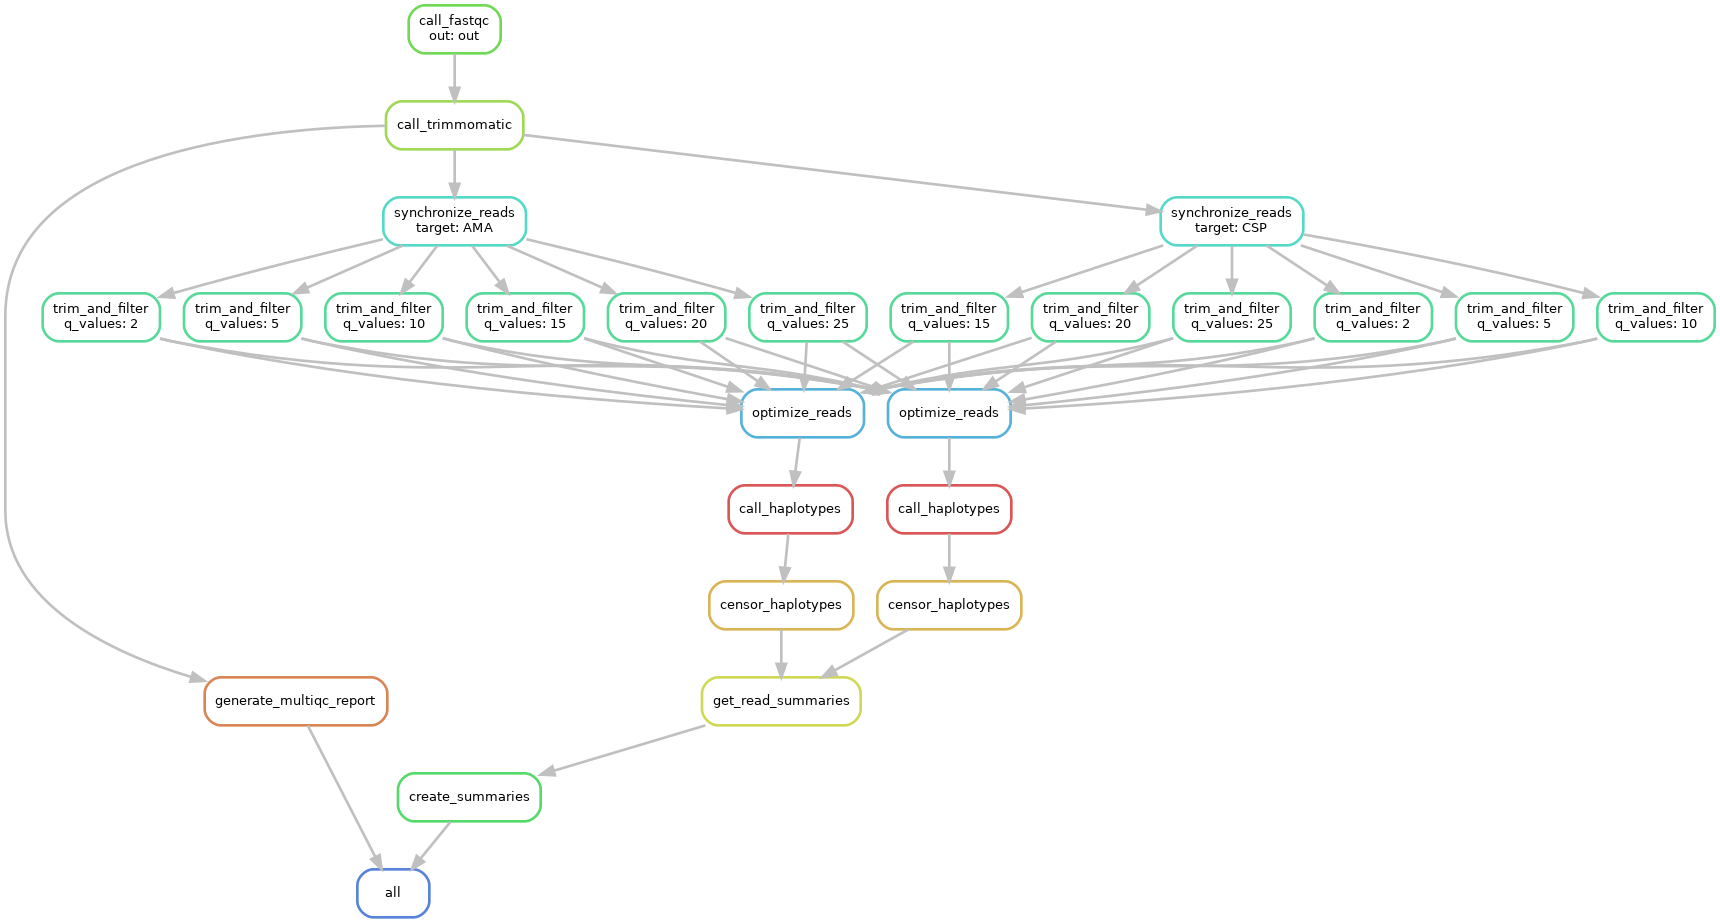 call_fastqc
out: out
call_trimmomatic
synchronize_reads
target: AMA
synchronize_reads
target: CSP
trim_and_filter
q_values: 2
trim_and_filter
q_values: 5
trim_and_filter
q_values: 10
trim_and_filter
q_values: 15
trim_and_filter
q_values: 20
trim_and_filter
q_values: 25
trim_and_filter
q_values: 15
trim_and_filter
q_values: 20
trim_and_filter
q_values: 25
trim_and_filter
q_values: 2
trim_and_filter
q_values: 5
trim_and_filter
q_values: 10
optimize_reads
optimize_reads
call_haplotypes
call_haplotypes
censor_haplotypes
censor_haplotypes
generate_multiqc_report
get_read_summaries
create_summaries
all